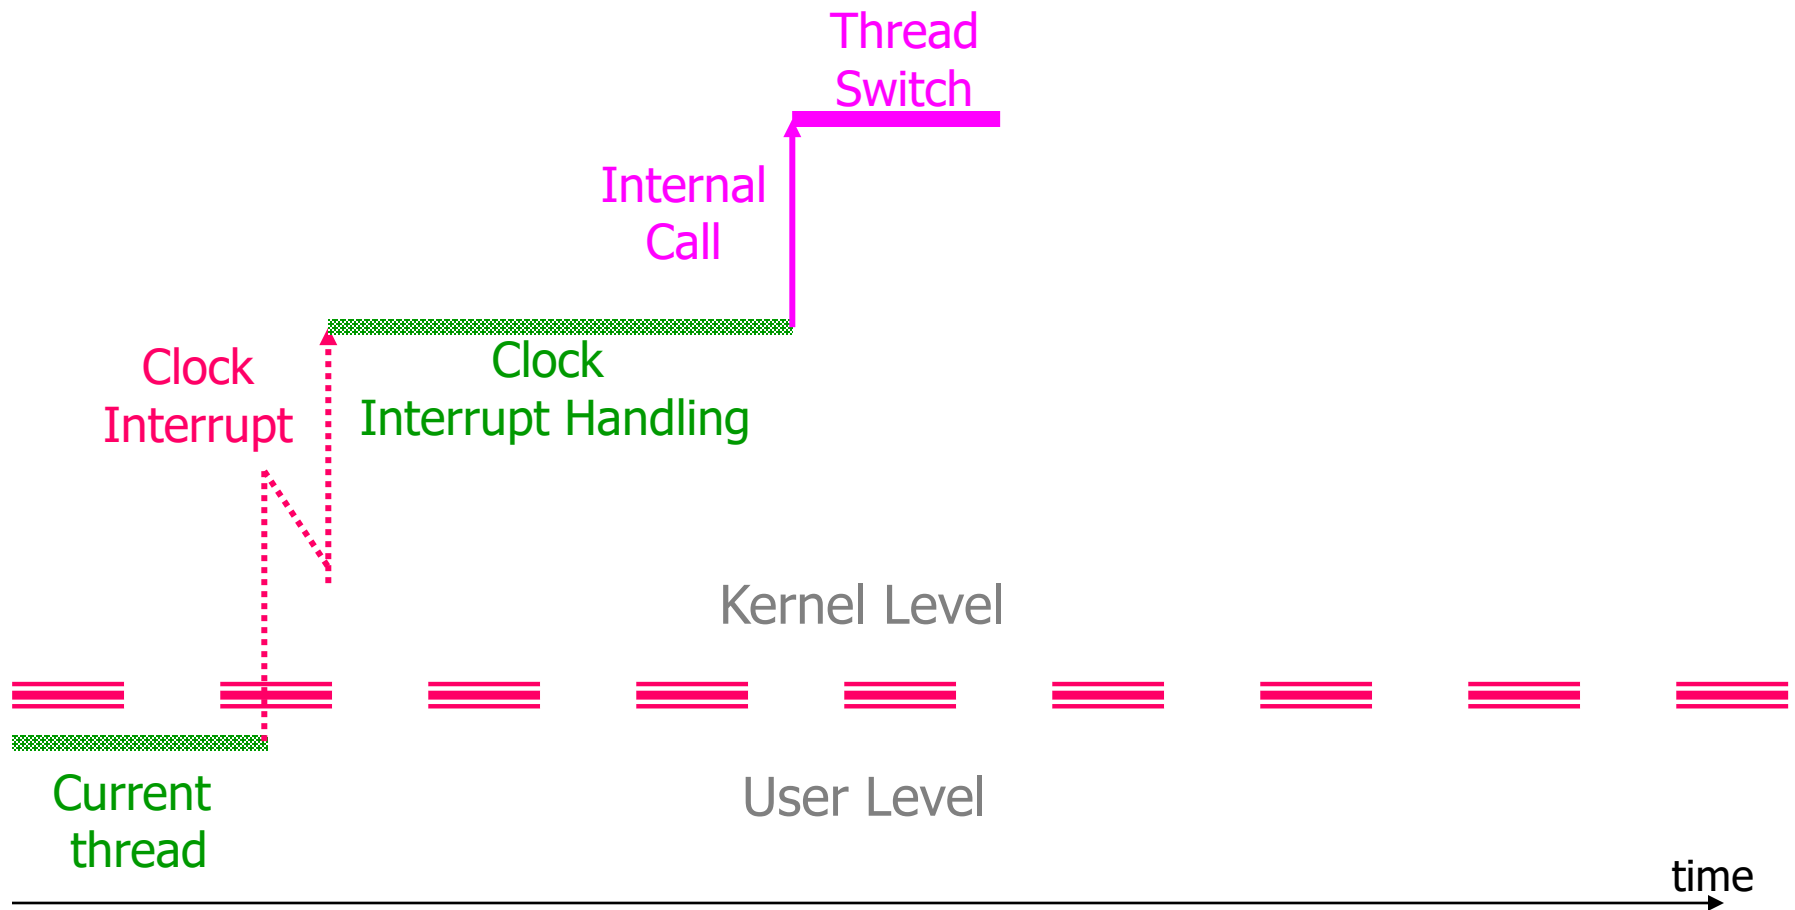 Thread
Switch
Internal
Call
Clock
Interrupt
Clock
Interrupt Handling
Kernel Level
Current
thread
User Level
time